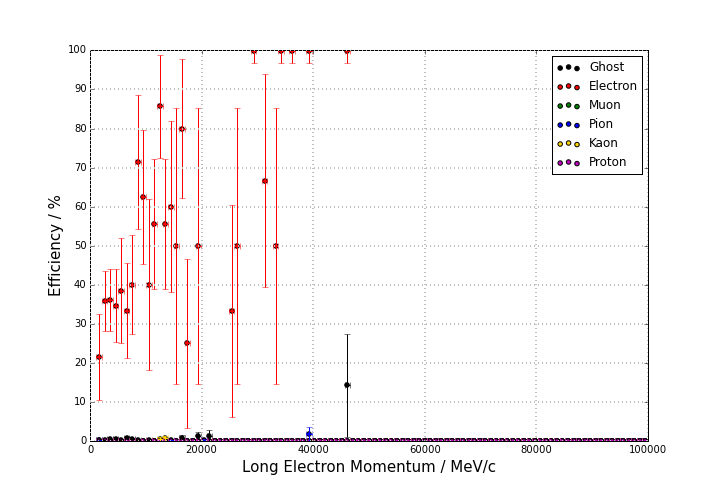 100
90
80
70
60
50
40
30
20
10
0
Efficiency / %
0 20000 40000 60000 80000 100000
Long Electron Momentum / MeV/c
Ghost
Electron
Muon
Pion
Kaon
Proton